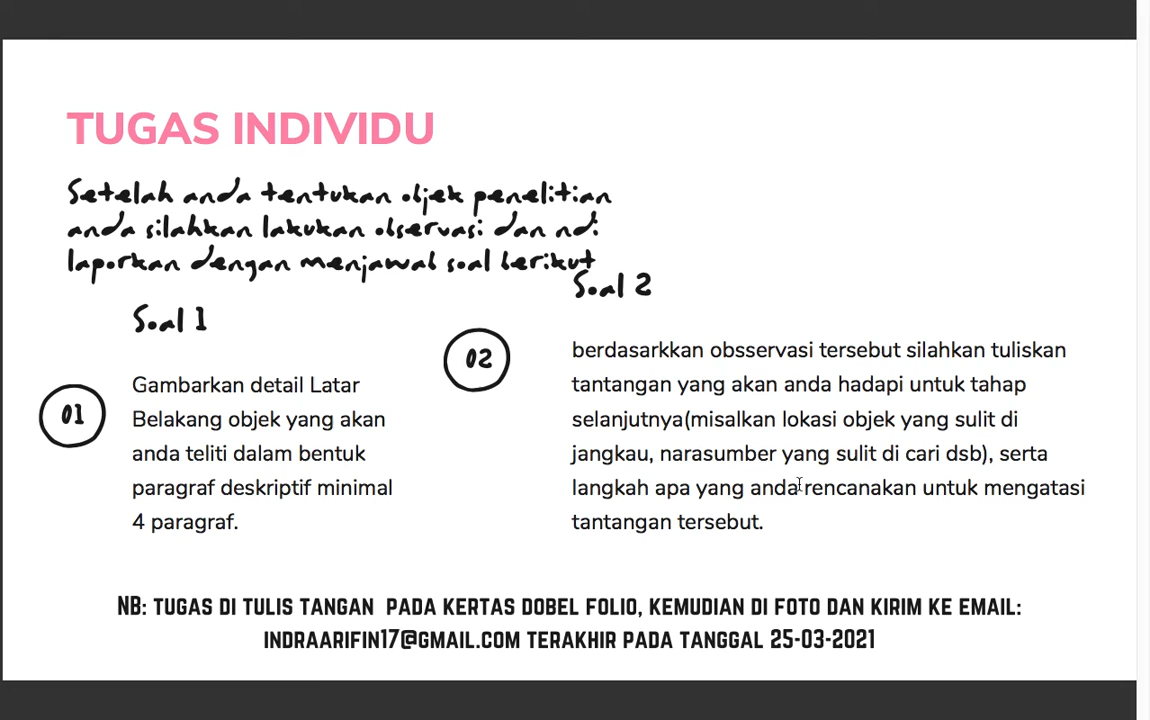 TUGAS INDIVIDU
Setelah anda tentukan objek penelitian
anda silahkan lakukan observasi dan ndi
laporkan dengan menjawab soal berikut
Soal 1
01
Gambarkan detail Latar
Belakang objek yang akan
anda teliti dalam bentuk
paragraf deskriptif minimal
4 paragraf.
Soal 2
02
berdasarkkan obsservasi tersebut silahkan tuliskan
tantangan yang akan anda hadapi untuk tahap
selanjutnya(misalkan lokasi objek yang sulit di
jangkau, narasumber yang sulit di cari dsb), serta
langkah apa yang anda rencanakan untuk mengatasi
tantangan tersebut.
NB: TUGAS DI TULIS TANGAN PADA KERTAS DOBEL FOLIO, KEMUDIAN DI FOTO DAN KIRIM KE EMAIL:
INDRAARIFIN17@GMAIL.COM TERAKHIR PADA TANGGAL 25-03-2021